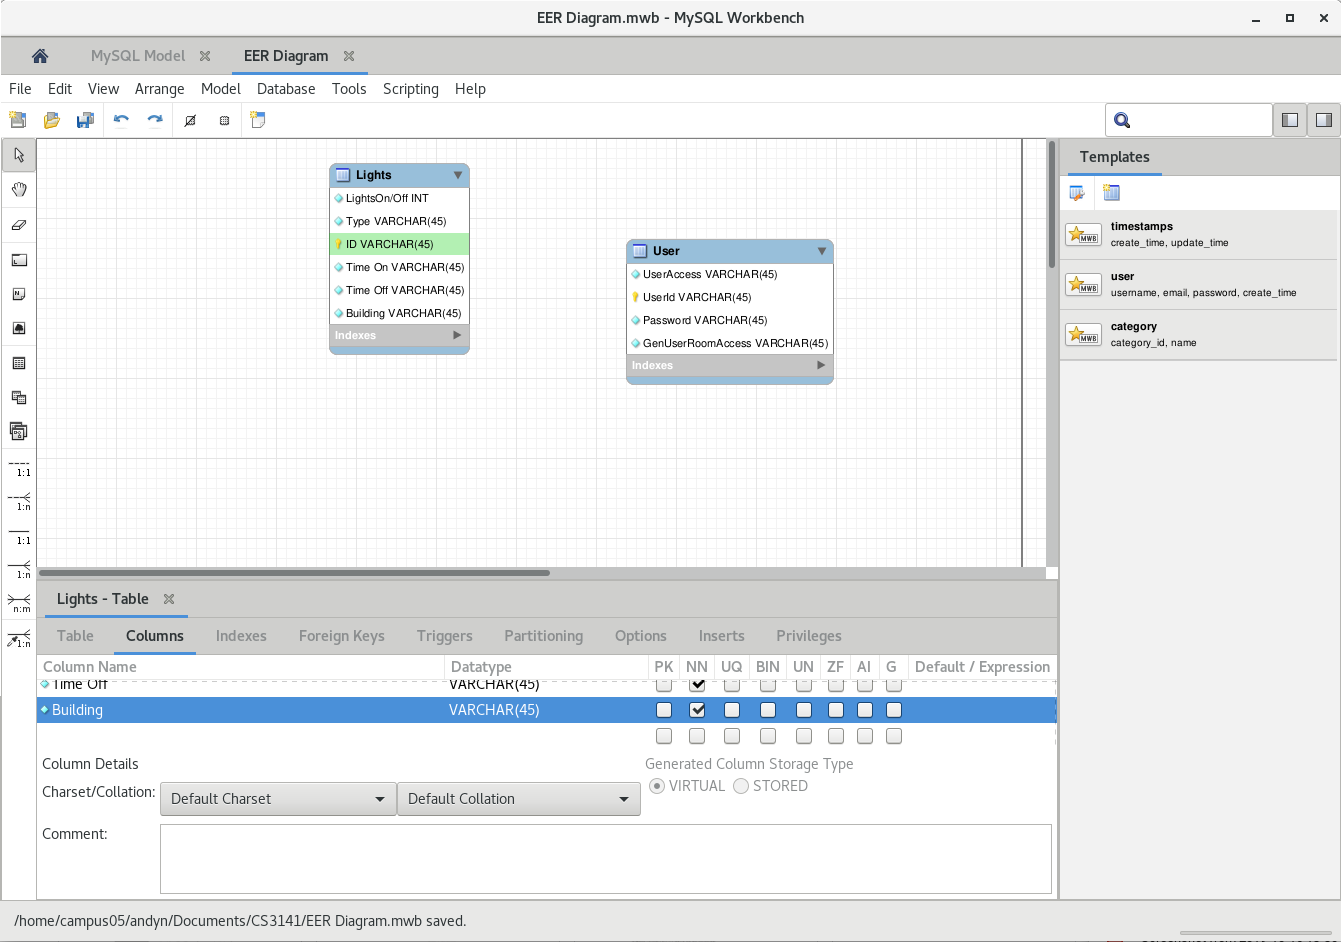 EER Diagram.mwb - MySQL Workbench
MySQL Model
EER Diagram
File Edit View Arrange Model Database Tools Scripting Help
Templates
timestamps
create_time, update_time
user
username, email, password, create_time
category
category_id, name
MWB
MWB
MWB
Lights
LightsOn/Off INT
Type VARCHAR(45)
ID VARCHAR(45)
Time On VARCHAR(45)
Time Off VARCHAR(45)
Building VARCHAR(45)
Indexes
User
UserAccess VARCHAR(45)
UserId VARCHAR(45)
Password VARCHAR(45)
GenUserRoomAccess VARCHAR(45)
Indexes
1:1
1:n
1:1
1:n
n:m
1:n
Lights - Table
Table Columns Indexes Foreign Keys Triggers Partitioning Options Inserts Privileges
Column Name Datatype PK NN UQ BIN UN ZF AI G Default / Expression
Time Off VARCHAR(45)
Building VARCHAR(45)
Column Details
Generated Column Storage Type
Charset/Collation: Default Charset Default Collation
VIRTUAL STORED
Comment:
/home/campus05/andyn/Documents/CS3141/EER Diagram.mwb saved.